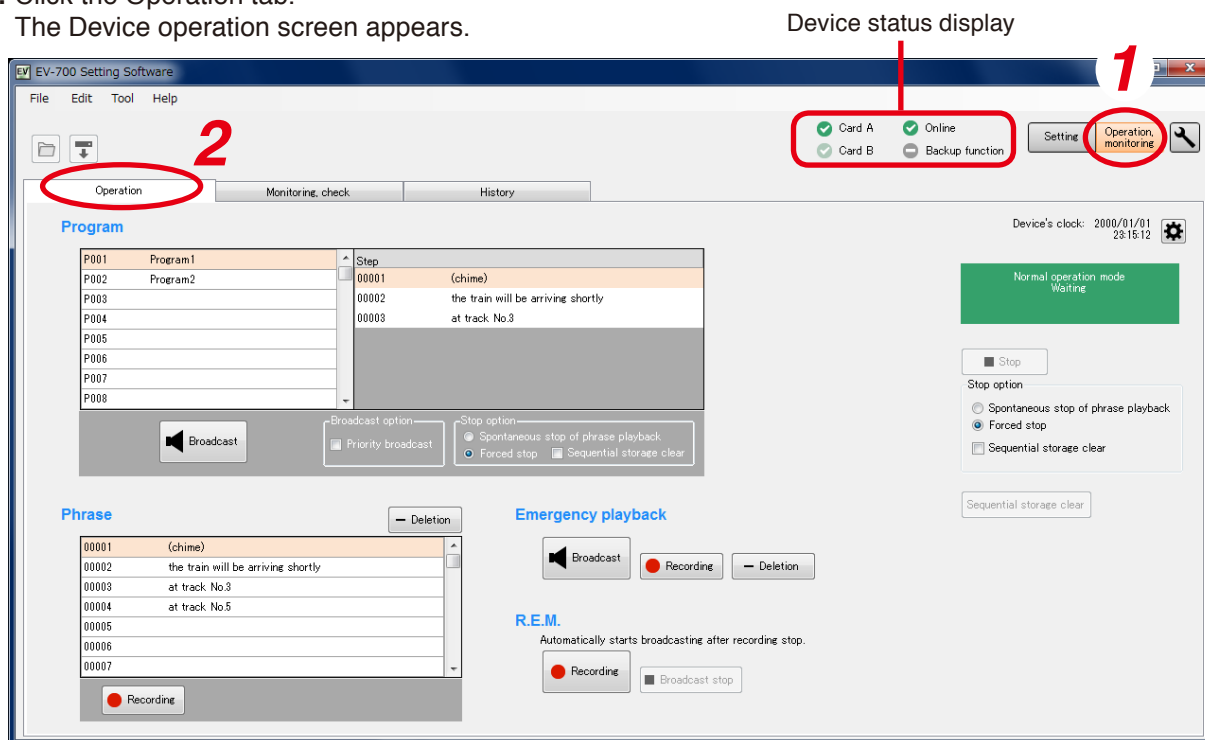 Click the Operation tab.
The Device operation screen appears.
Device status display
EV EV-700 Setting Software
1
File Edit Tool Help
Card A Online
Card B Backup function
Setting
Operation, monitoring
2
Operation Monitoring, check History
Program
Device's clock: 2000/01/01
23:15:12
P001 Program1
P002 Program2
P003
P004
P005
P006
P007
P008
Step
00001 (chime)
00002 the train will be arriving shortly
00003 at track No.3
Normal operation mode
Waiting
Stop
Stop option
Spontaneous stop of phrase playback
Forced stop
Sequential storage clear
Broadcast
Broadcast option
Priority broadcast
Stop option
Spontaneous stop of phrase playback
Forced stop Sequential storage clear
Sequential storage clear
Phrase
Deletion
00001 (chime)
00002 the train will be arriving shortly
00003 at track No.3
00004 at track No.5
00005
00006
00007
Recording
Emergency playback
Broadcast Recording Deletion
R.E.M.
Automatically starts broadcasting after recording stop.
Recording Broadcast stop